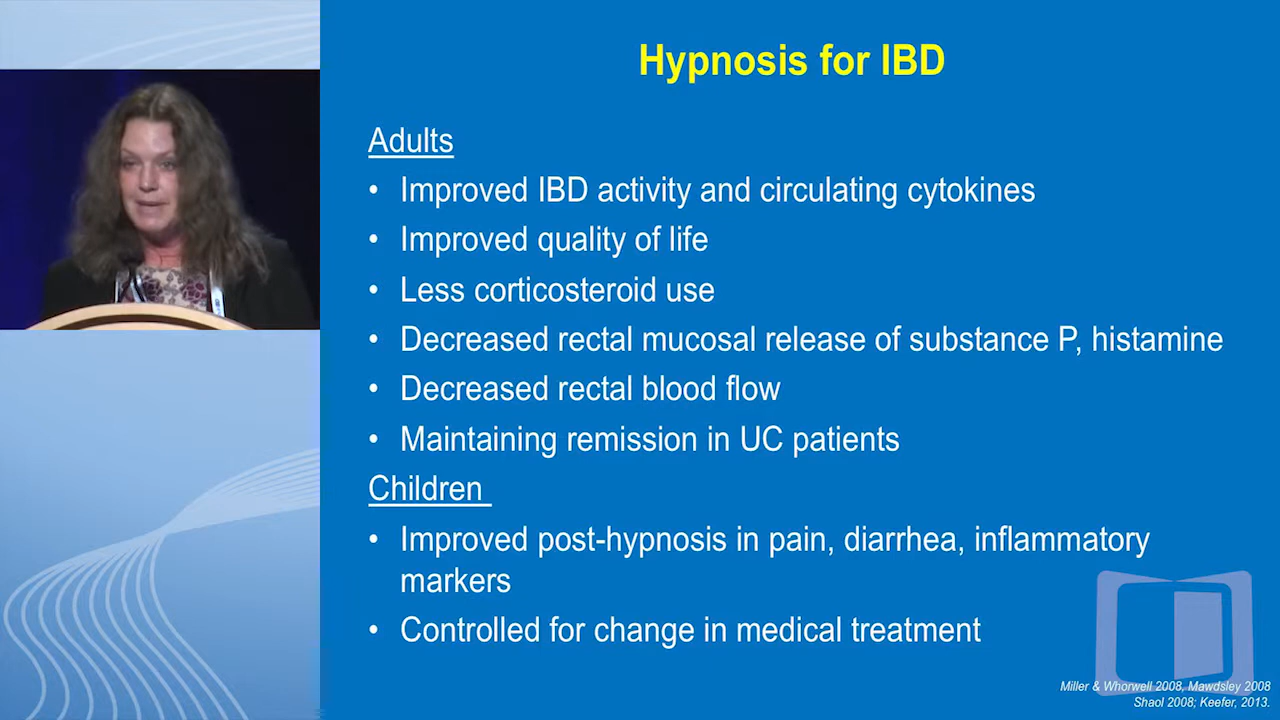 Hypnosis for IBD
Adults
• Improved IBD activity and circulating cytokines
• Improved quality of life
• Less corticosteroid use
• Decreased rectal mucosal release of substance P, histamine
• Decreased rectal blood flow
• Maintaining remission in UC patients
Children
• Improved post-hypnosis in pain, diarrhea, inflammatory
markers
• Controlled for change in medical treatment
Miller & Whorwell 2008, Mawdsley 2008
Shaol 2008; Keefer, 2013.